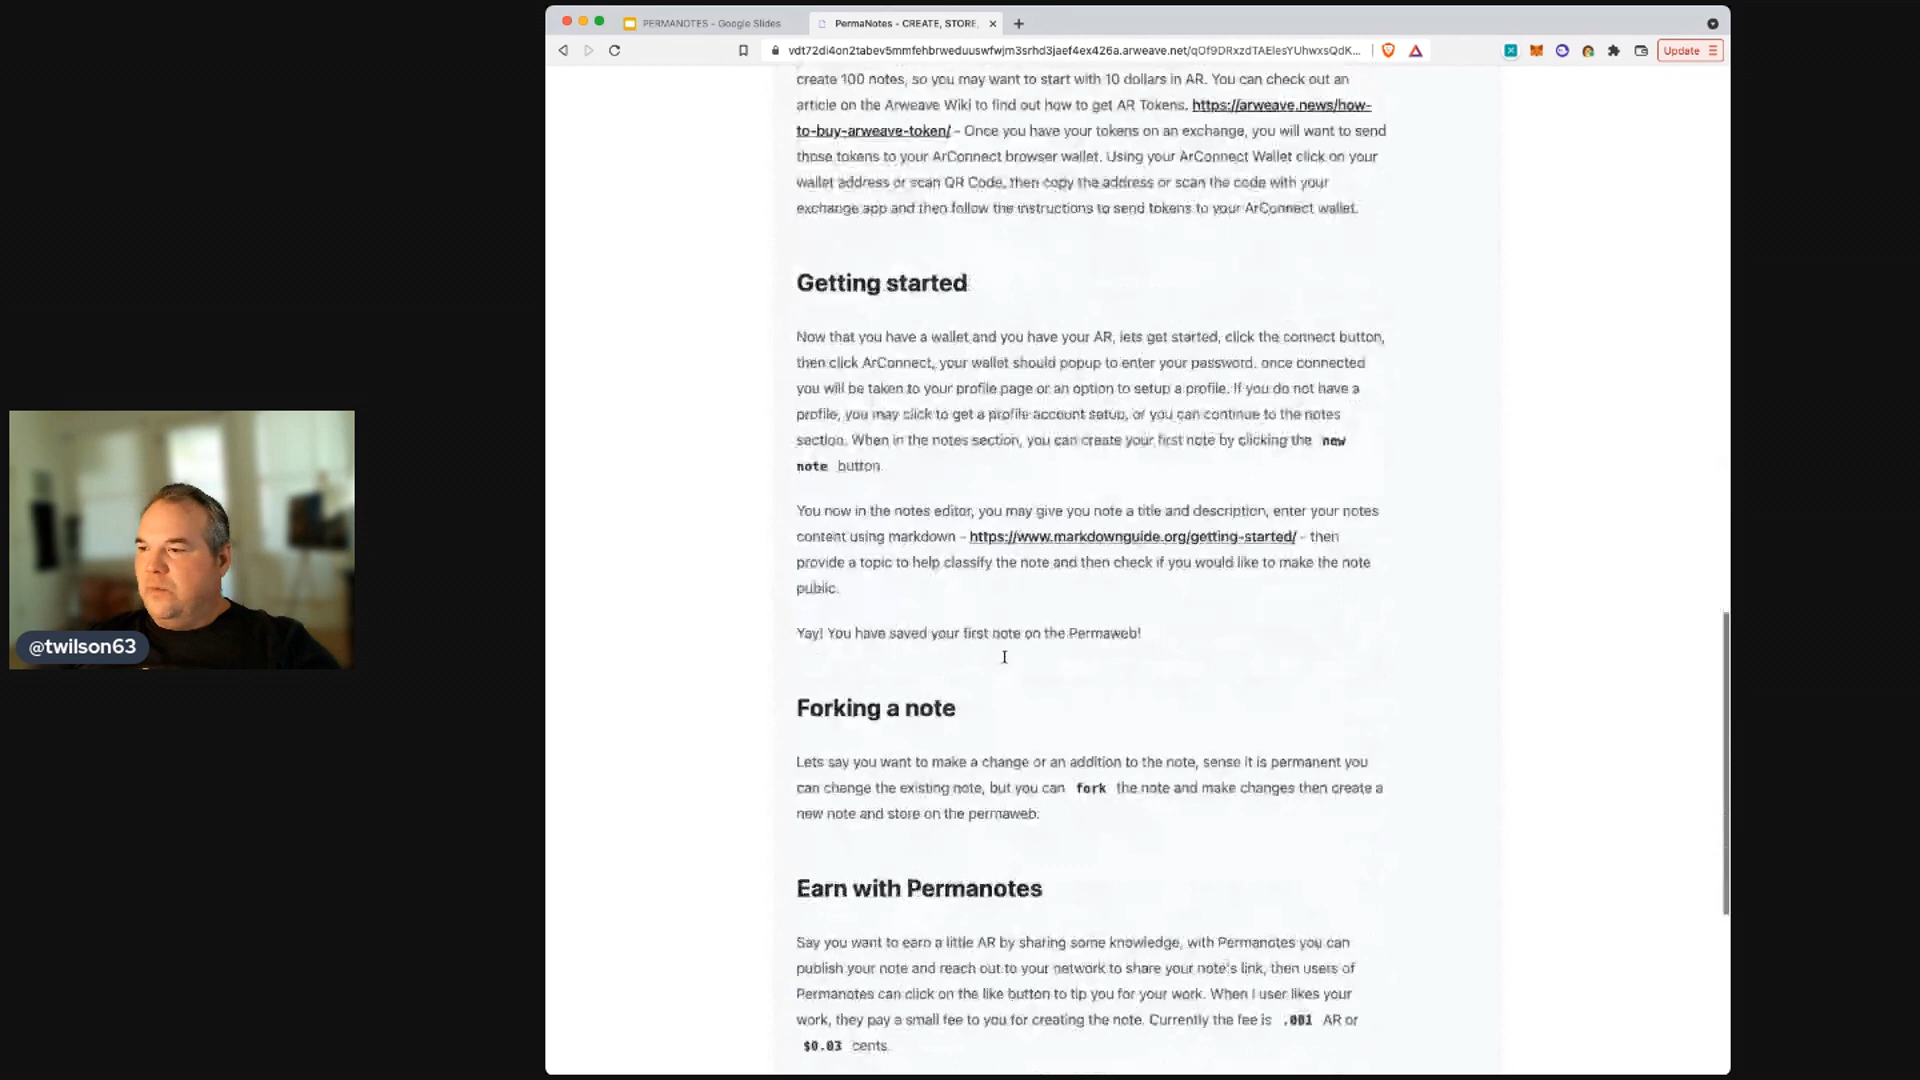 PERMANOTES - Google Slides
PermaNotes - CREATE, STORE,
vdt72di4on2tabev5mmfehbrweduuswfwjm3srhd3jaef4ex426a.arweave.net/qOf9DRxzdTAElesYUhwxsQdK...
Update
create 100 notes, so you may want to start with 10 dollars in AR. You can check out an
article on the Arweave Wiki to find out how to get AR Tokens. https://arweave.news/how-
to-buy-arweave-token/ - Once you have your tokens on an exchange, you will want to send
those tokens to your ArConnect browser wallet. Using your ArConnect Wallet click on your
wallet address or scan QR Code, then copy the address or scan the code with your
exchange app and then follow the instructions to send tokens to your ArConnect wallet.
Getting started
Now that you have a wallet and you have your AR, lets get started, click the connect button,
then click ArConnect, your wallet should popup to enter your password. once connected
you will be taken to your profile page or an option to setup a profile. If you do not have a
profile, you may click to get a profile account setup, or you can continue to the notes
section. When in the notes section, you can create your first note by clicking the new
note button.
You now in the notes editor, you may give you note a title and description, enter your notes
content using markdown - https://www.markdownguide.org/getting-started/ - then
provide a topic to help classify the note and then check if you would like to make the note
public.
Yay! You have saved your first note on the Permaweb!
Forking a note
Lets say you want to make a change or an addition to the note, sense it is permanent you
can change the existing note, but you can fork the note and make changes then create a
new note and store on the permaweb.
Earn with Permanotes
Say you want to earn a little AR by sharing some knowledge, with Permanotes you can
publish your note and reach out to your network to share your note's link, then users of
Permanotes can click on the like button to tip you for your work. When I user likes your
work, they pay a small fee to you for creating the note. Currently the fee is .001 AR or
$0.03 cents.
@twilson63